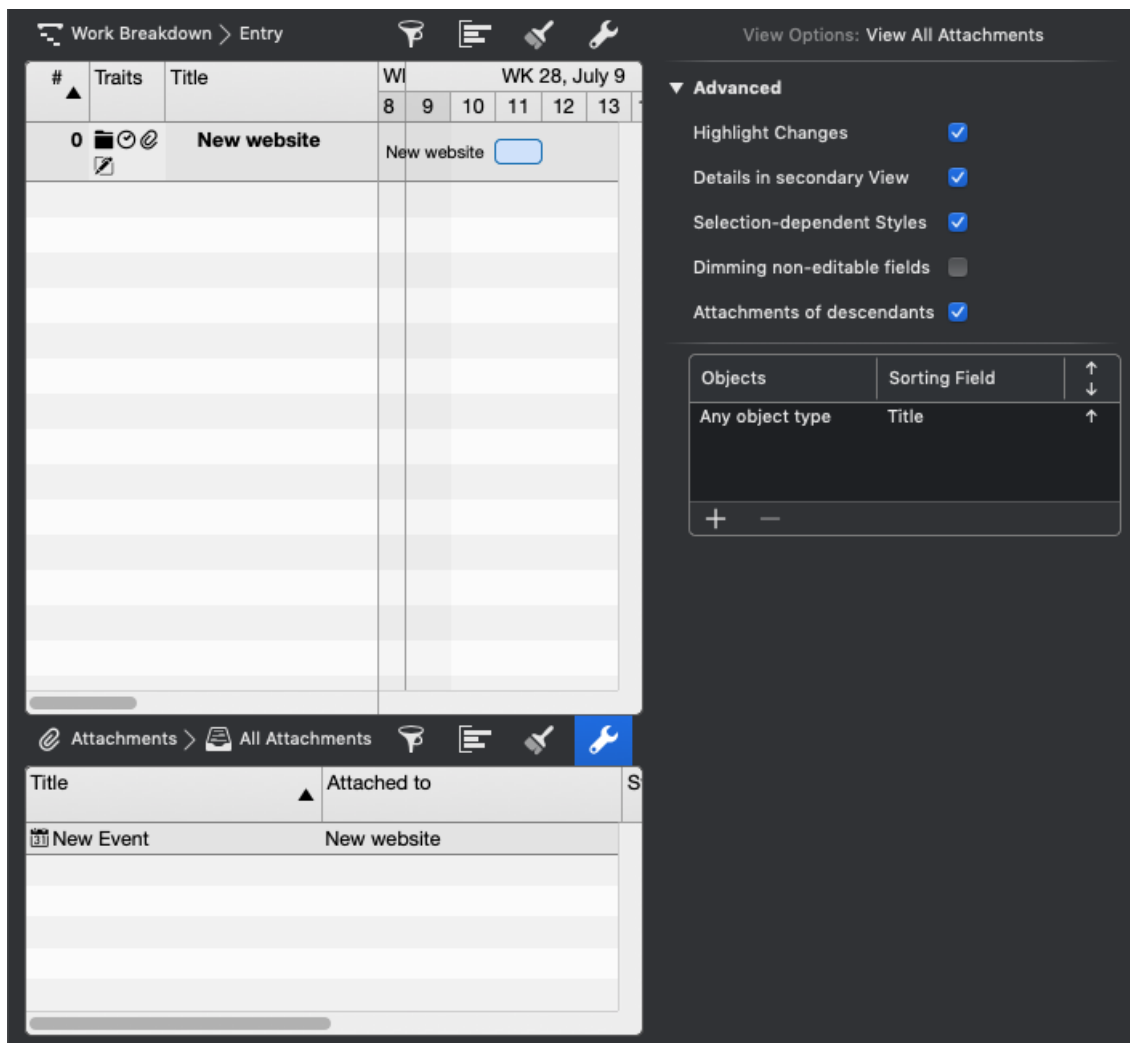 Work Breakdown > Entry
# Traits Title WI WK 28, July 9
8 9 10 11 12 13
0 New website New website
Attachments > All Attachments
Title Attached to S
31 New Event New website
View Options: View All Attachments
Advanced
Highlight Changes
Details in secondary View
Selection-dependent Styles
Dimming non-editable fields
Attachments of descendants
Objects Sorting Field
Any object type Title